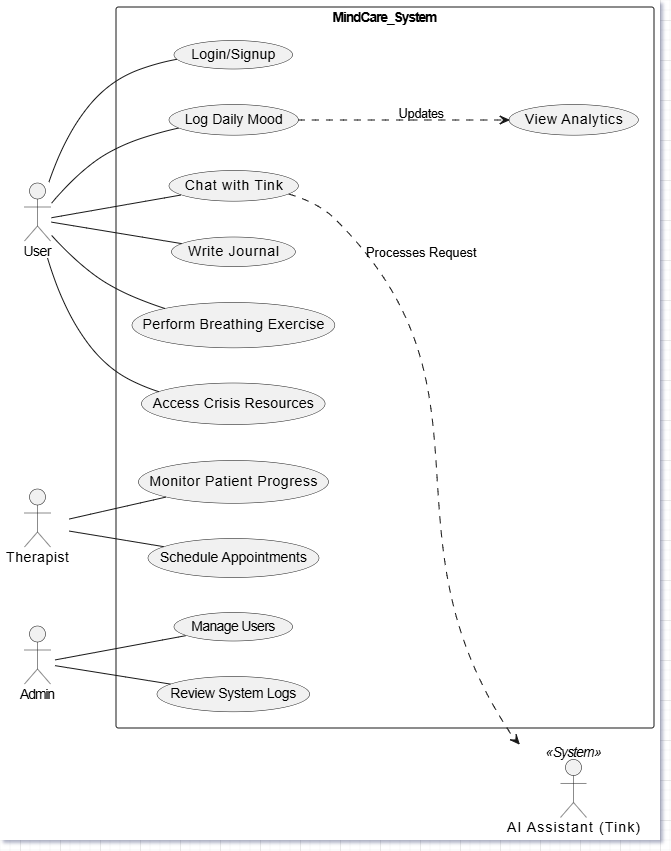 MindCare_System
Login/Signup
Log Daily Mood
Updates
View Analytics
Chat with Tink
User
Write Journal
Processes Request
Perform Breathing Exercise
Access Crisis Resources
Monitor Patient Progress
Therapist
Schedule Appointments
Manage Users
Admin
Review System Logs
«System»
AI Assistant (Tink)